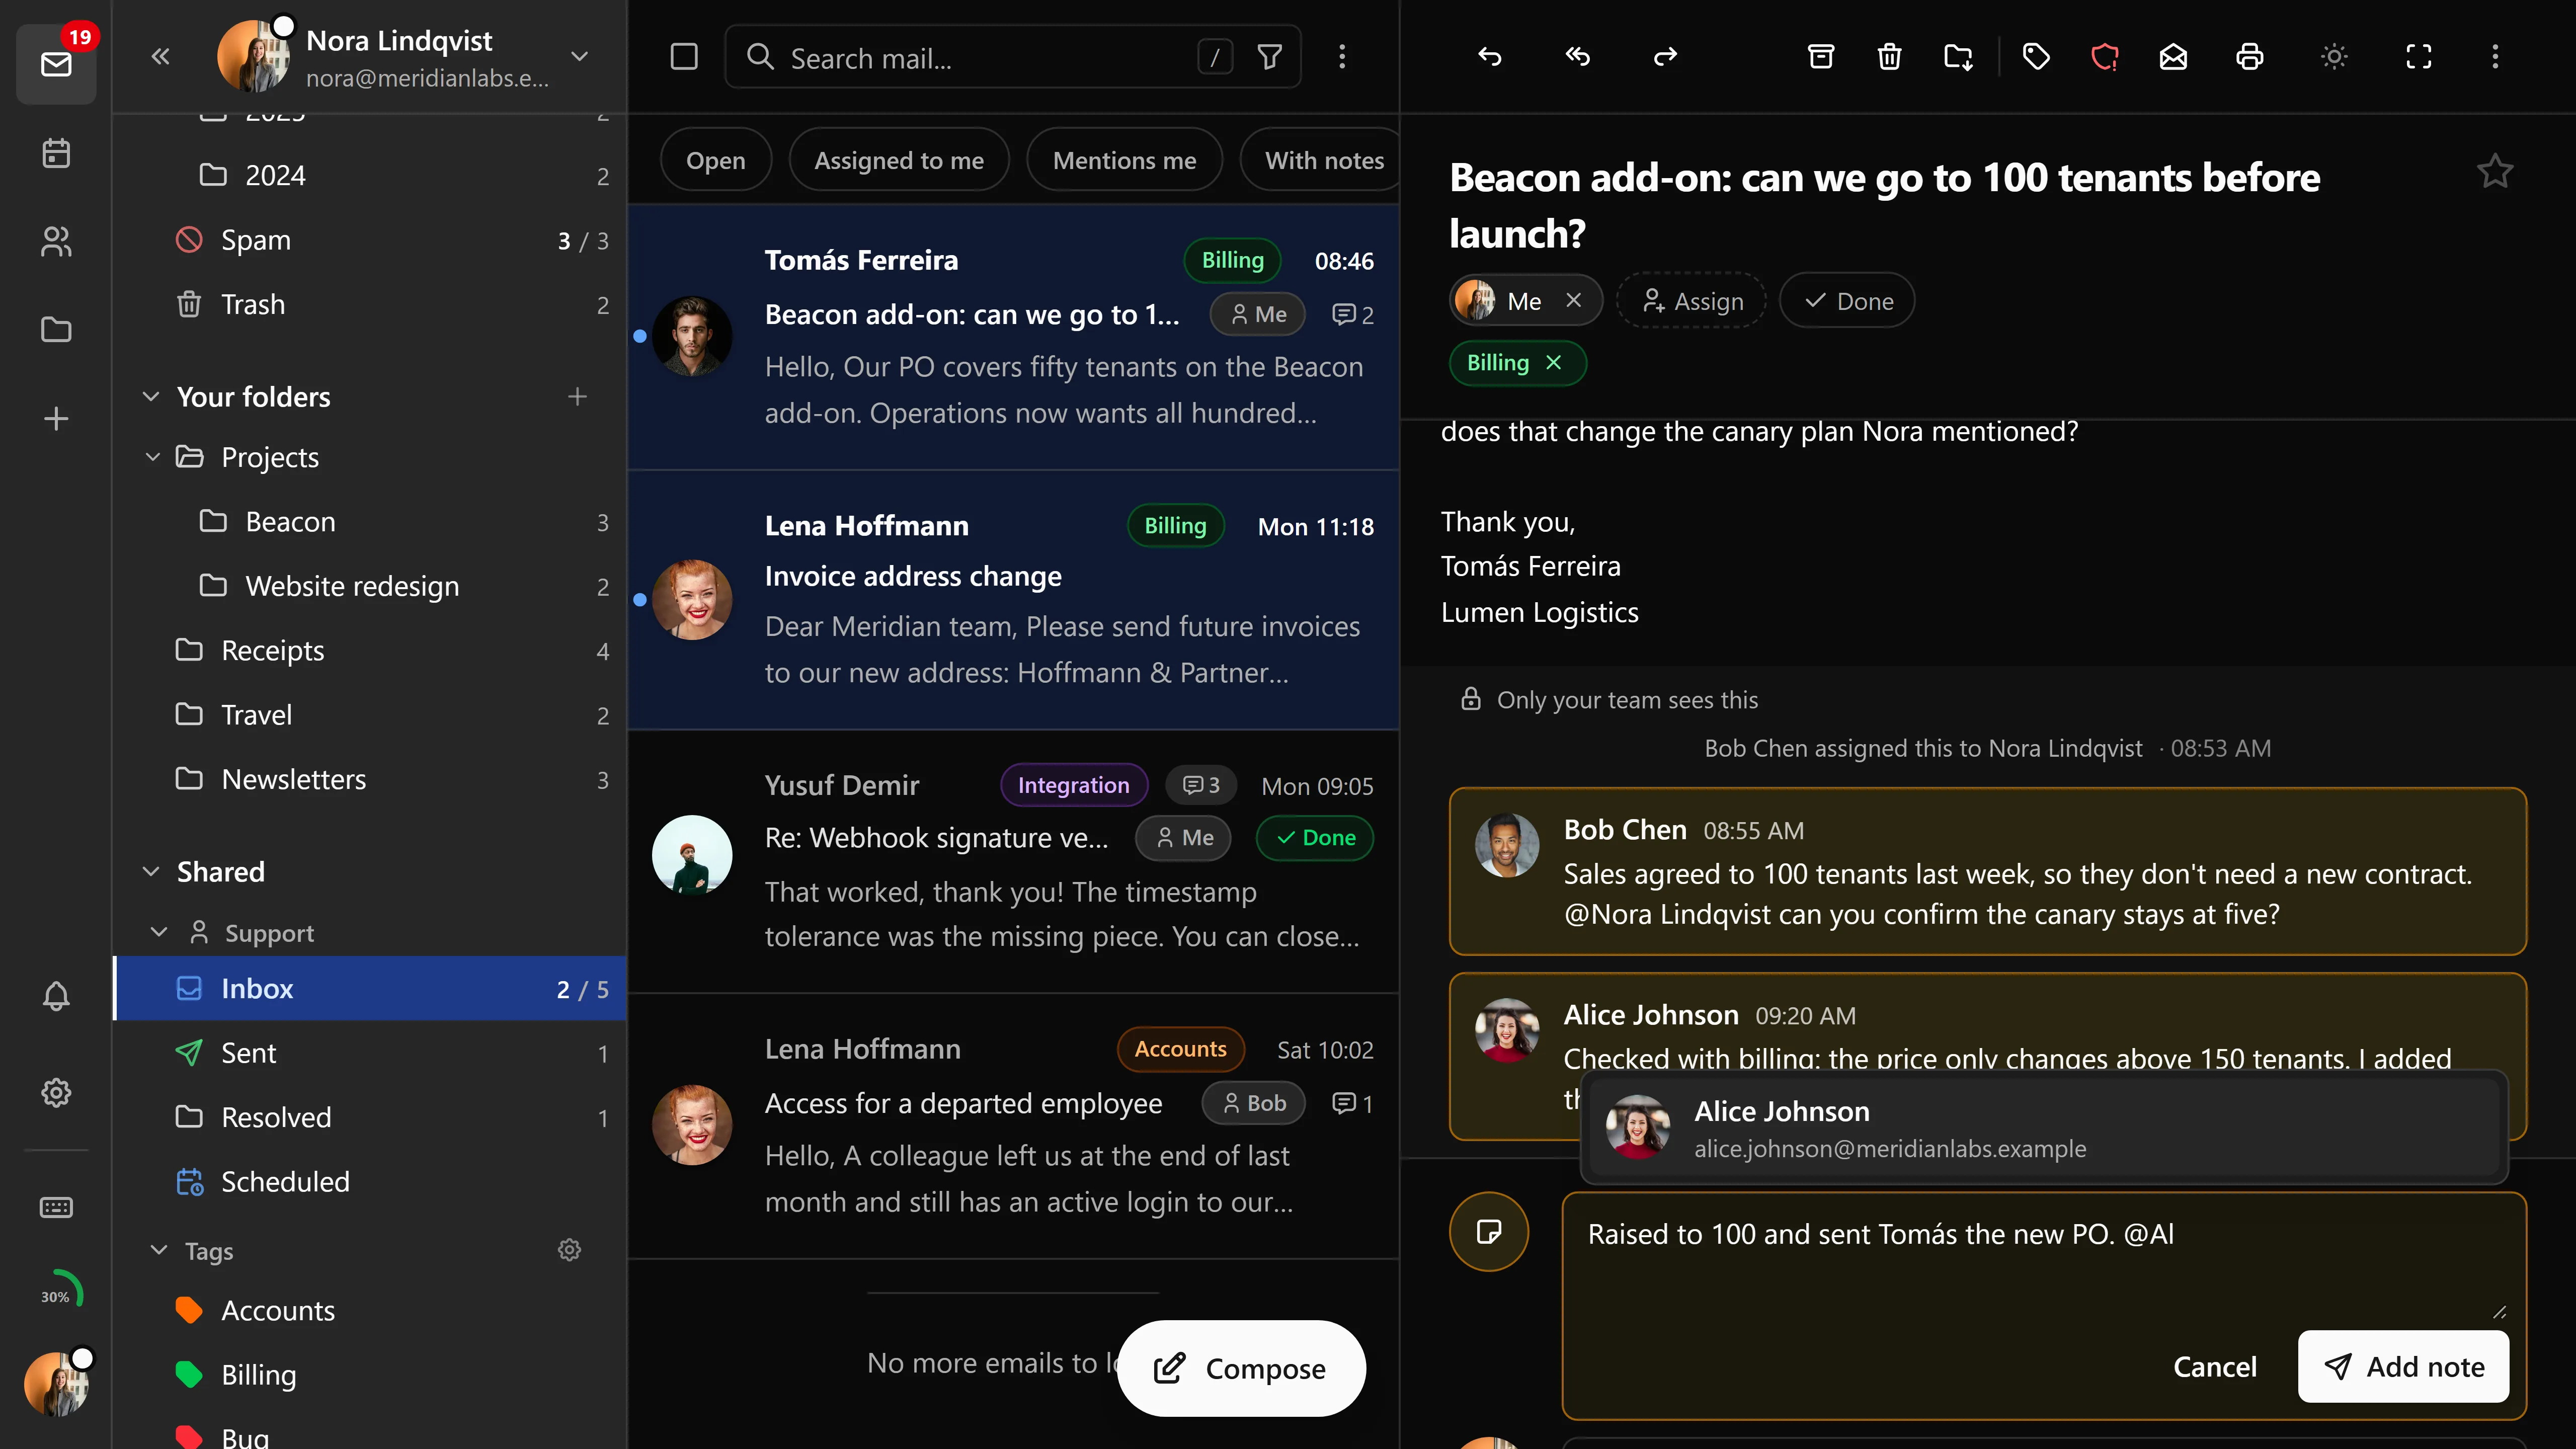 19
30%
Nora Lindqvist
nora@meridianlabs.e...
2
2024 2
Spam 3 / 3
Trash 2
Your folders
Projects
Beacon 3
Website redesign 2
Receipts 4
Travel 2
Newsletters 3
Shared
Support
Inbox 2 / 5
Sent 1
Resolved 1
Scheduled
Tags
Accounts
Billing
Bug
Search mail... /
Open Assigned to me Mentions me With notes
Tomás Ferreira Billing 08:46
Beacon add-on: can we go to 1... Me 2
Hello, Our PO covers fifty tenants on the Beacon
add-on. Operations now wants all hundred...
Lena Hoffmann Billing Mon 11:18
Invoice address change
Dear Meridian team, Please send future invoices
to our new address: Hoffmann & Partner...
Yusuf Demir Integration 3 Mon 09:05
Re: Webhook signature ve... Me Done
That worked, thank you! The timestamp
tolerance was the missing piece. You can close...
Lena Hoffmann Accounts Sat 10:02
Access for a departed employee Bob 1
Hello, A colleague left us at the end of last
month and still has an active login to our...
No more emails to
Compose
Beacon add-on: can we go to 100 tenants before
launch?
Me Assign Done
Billing
does that change the canary plan Nora mentioned?
Thank you,
Tomás Ferreira
Lumen Logistics
Only your team sees this
Bob Chen assigned this to Nora Lindqvist · 08:53 AM
Bob Chen 08:55 AM
Sales agreed to 100 tenants last week, so they don't need a new contract.
@Nora Lindqvist can you confirm the canary stays at five?
Alice Johnson 09:20 AM
Checked with billing: the price only changes above 150 tenants. I added
Alice Johnson
alice.johnson@meridianlabs.example
Raised to 100 and sent Tomás the new PO. @Al
Cancel Add note